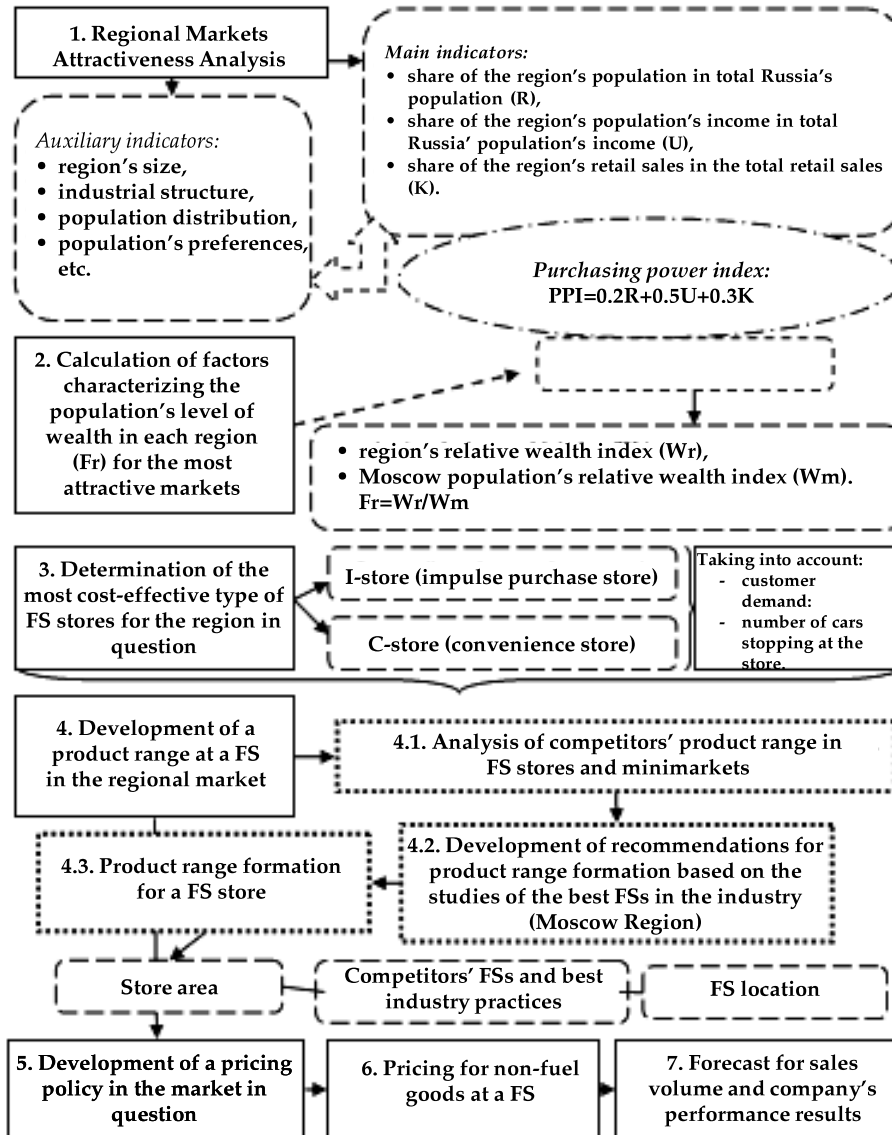 1. Regional Markets
Attractiveness Analysis
Main indicators:
• share of the region's population in total Russia's
population (R),
• share of the region's population's income in total
Russia' population's income (U),
• share of the region's retail sales in the total retail sales
(K).
Auxiliary indicators:
• region's size,
• industrial structure,
• population distribution,
• population's preferences,
etc.
Purchasing power index:
PPI=0.2R+0.5U+0.3K
2. Calculation of factors
characterizing the
population's level of
wealth in each region
(Fr) for the most
attractive markets
• region's relative wealth index (Wr),
• Moscow population's relative wealth index (Wm).
Fr=Wr/Wm
3. Determination of the
most cost-effective type of
FS stores for the region in
question
I-store (impulse purchase store)
C-store (convenience store)
Taking into account:
- customer
demand:
- number of cars
stopping at the
store.
4. Development of a
product range at a FS
in the regional market
4.1. Analysis of competitors' product range in
FS stores and minimarkets
4.2. Development of recommendations for
product range formation based on the
studies of the best FSs in the industry
(Moscow Region)
4.3. Product range formation
for a FS store
Store area
Competitors' FSs and best
industry practices
FS location
5. Development of a pricing
policy in the market in
question
6. Pricing for non-fuel
goods at a FS
7. Forecast for sales
volume and company's
performance results